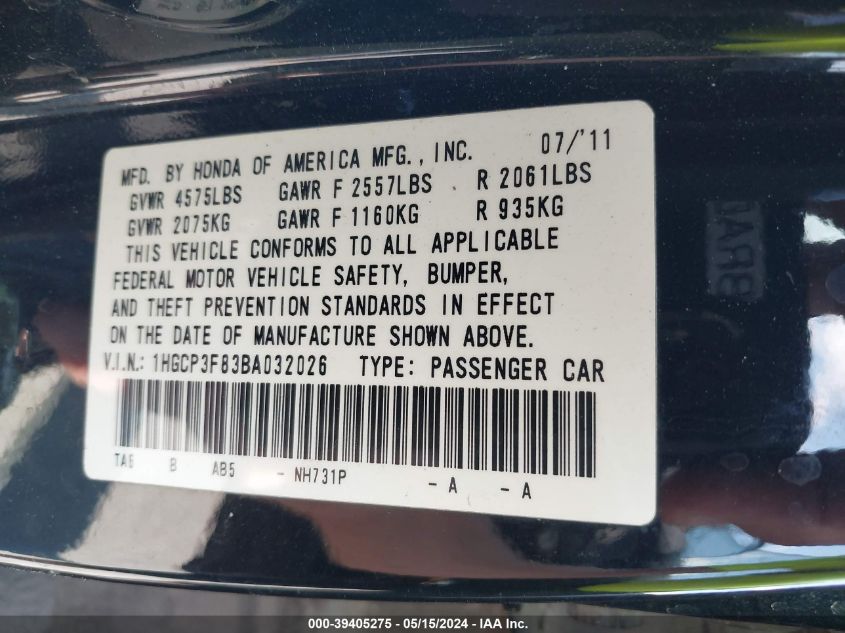 MFD. BY HONDA OF AMERICA MFG., INC. 07/'11
GVWR 4575LBS GAWR F 2557LBS R 2061LBS
GVWR 2075KG GAWR F 1160KG R 935KG
THIS VEHICLE CONFORMS TO ALL APPLICABLE
FEDERAL MOTOR VEHICLE SAFETY, BUMPER,
AND THEFT PREVENTION STANDARDS IN EFFECT
ON THE DATE OF MANUFACTURE SHOWN ABOVE.
V.I.N.: 1HGCP3F83BA032026 TYPE: PASSENGER CAR
TA6 B AB5 - NH731P - A - A
000-39405275 - 05/15/2024 - IAA Inc.